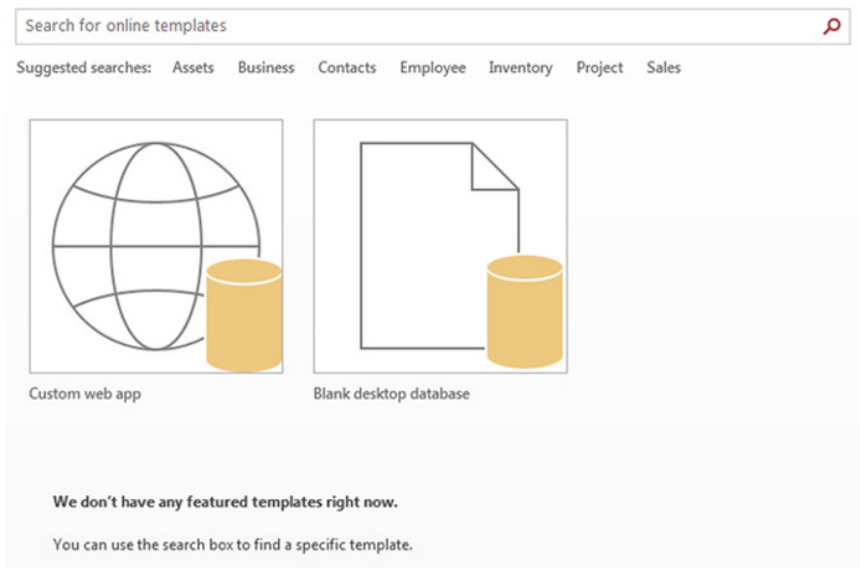 Search for online templates
Suggested searches: Assets Business Contacts Employee Inventory Project Sales
Custom web app
Blank desktop database
We don't have any featured templates right now.
You can use the search box to find a specific template.